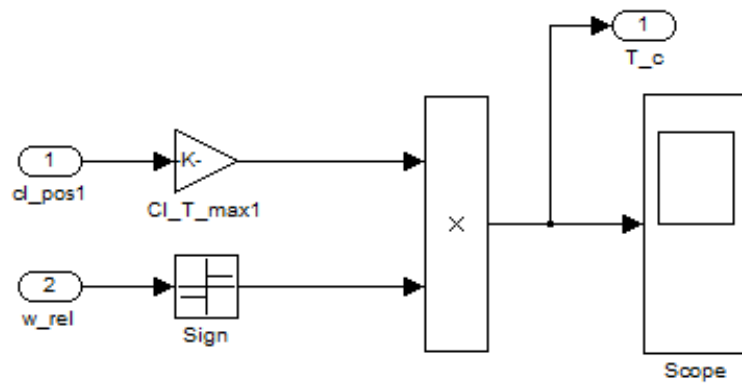 1
T_c
1
cl_pos1
-K-
Cl_T_max1
×
2
w_rel
Sign
Scope